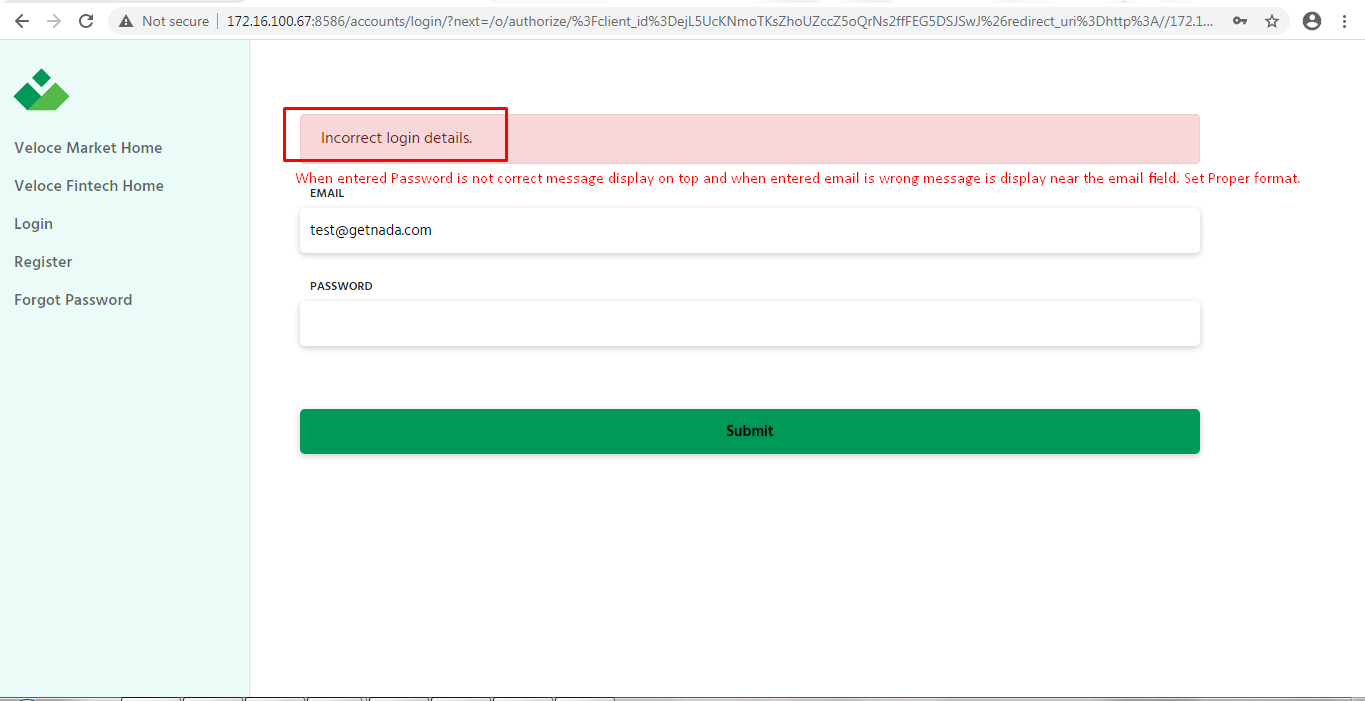 Not secure
172.16.100.67:8586/accounts/login/?next=/o/authorize/%3Fclient_id%3DejL5UcKNmoTKsZhoUZccZ5oQrNs2ffFEG5DSJSwJ%26redirect_uri%3Dhttp%3A//172.1...
Veloce Market Home
Veloce Fintech Home
Login
Register
Forgot Password
Incorrect login details.
When entered Password is not correct message display on top and when entered email is wrong message is display near the email field. Set Proper format.
EMAIL
test@getnada.com
PASSWORD
Submit